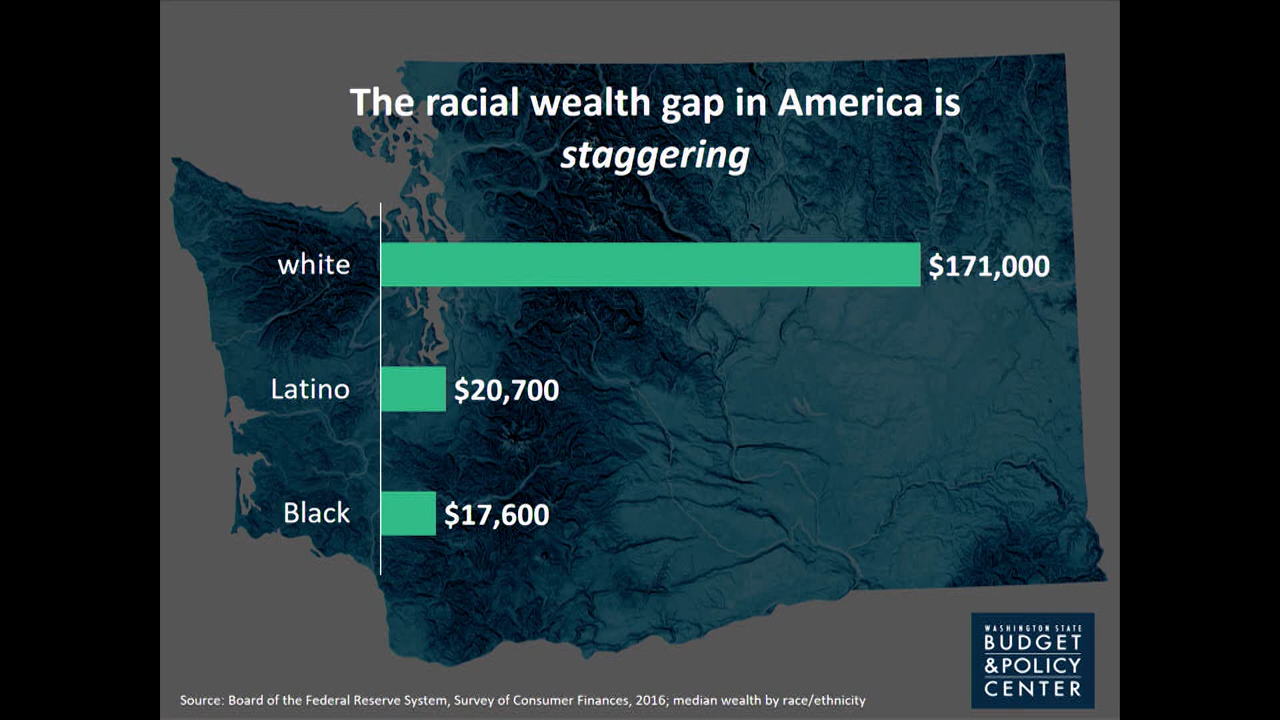 The racial wealth gap in America is
staggering
white
$171,000
Latino
$20,700
Black
$17,600
WASHINGTON STATE
BUDGET
&POLICY
CENTER
Source: Board of the Federal Reserve System, Survey of Consumer Finances, 2016; median wealth by race/ethnicity